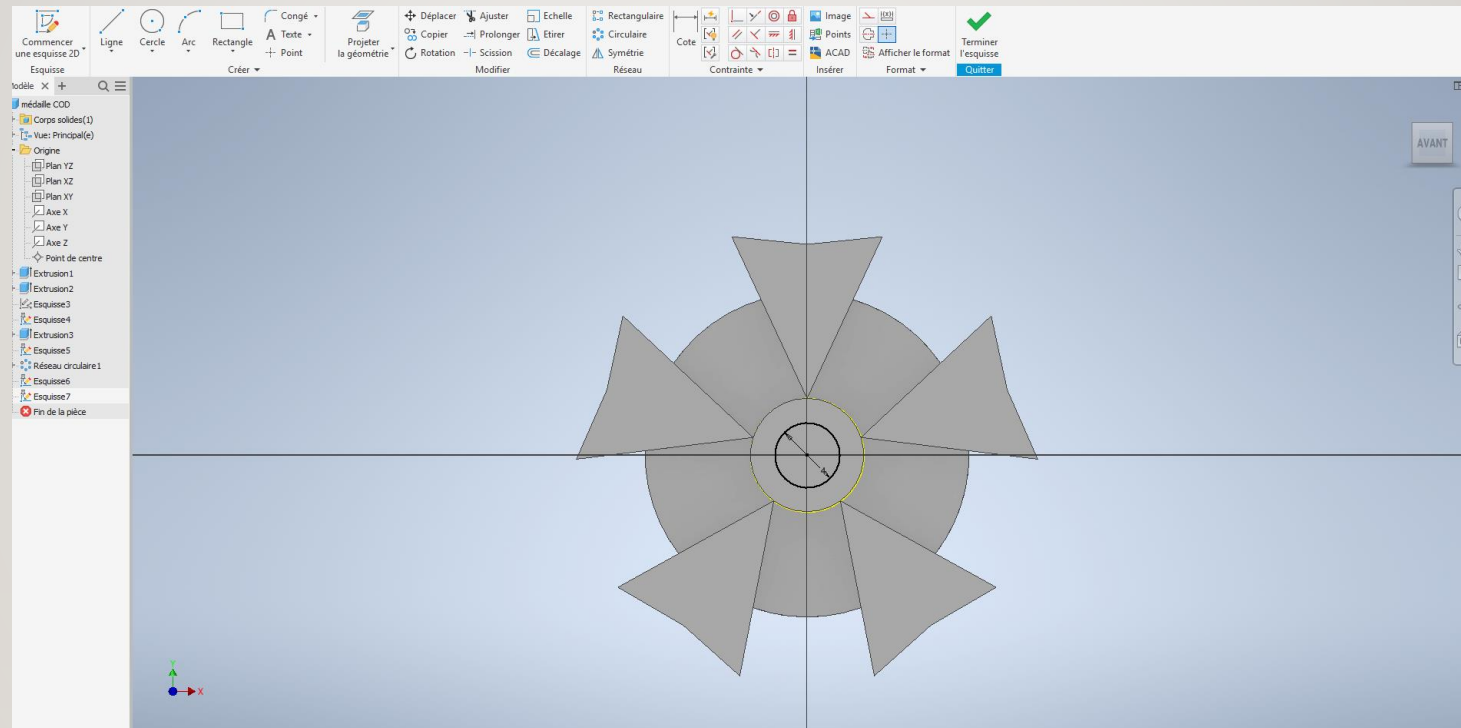 Commencer
une esquisse 2D
Ligne
Cercle
Arc
Rectangle
Congé
A Texte
Point
Projeter
la géométrie
Déplacer
Ajuster
Echelle
Copier
Prolonger
Etirer
Rotation
Scission
Décalage
Rectangulaire
Circulaire
Symétrie
Cote
Image
Points
ACAD
Afficher le format
Terminer
l'esquisse
Esquisse
Créer
Modifier
Réseau
Contrainte
Insérer
Format
Quitter
Modèle
médaille COD
Corps solides(1)
Vue: Principal(e)
Origine
Plan YZ
Plan XZ
Plan XY
Axe X
Axe Y
Axe Z
Point de centre
Extrusion1
Extrusion2
Esquisse3
Esquisse4
Extrusion3
Esquisse5
Réseau circulaire1
Esquisse6
Esquisse7
Fin de la pièce
AVANT
Y
X